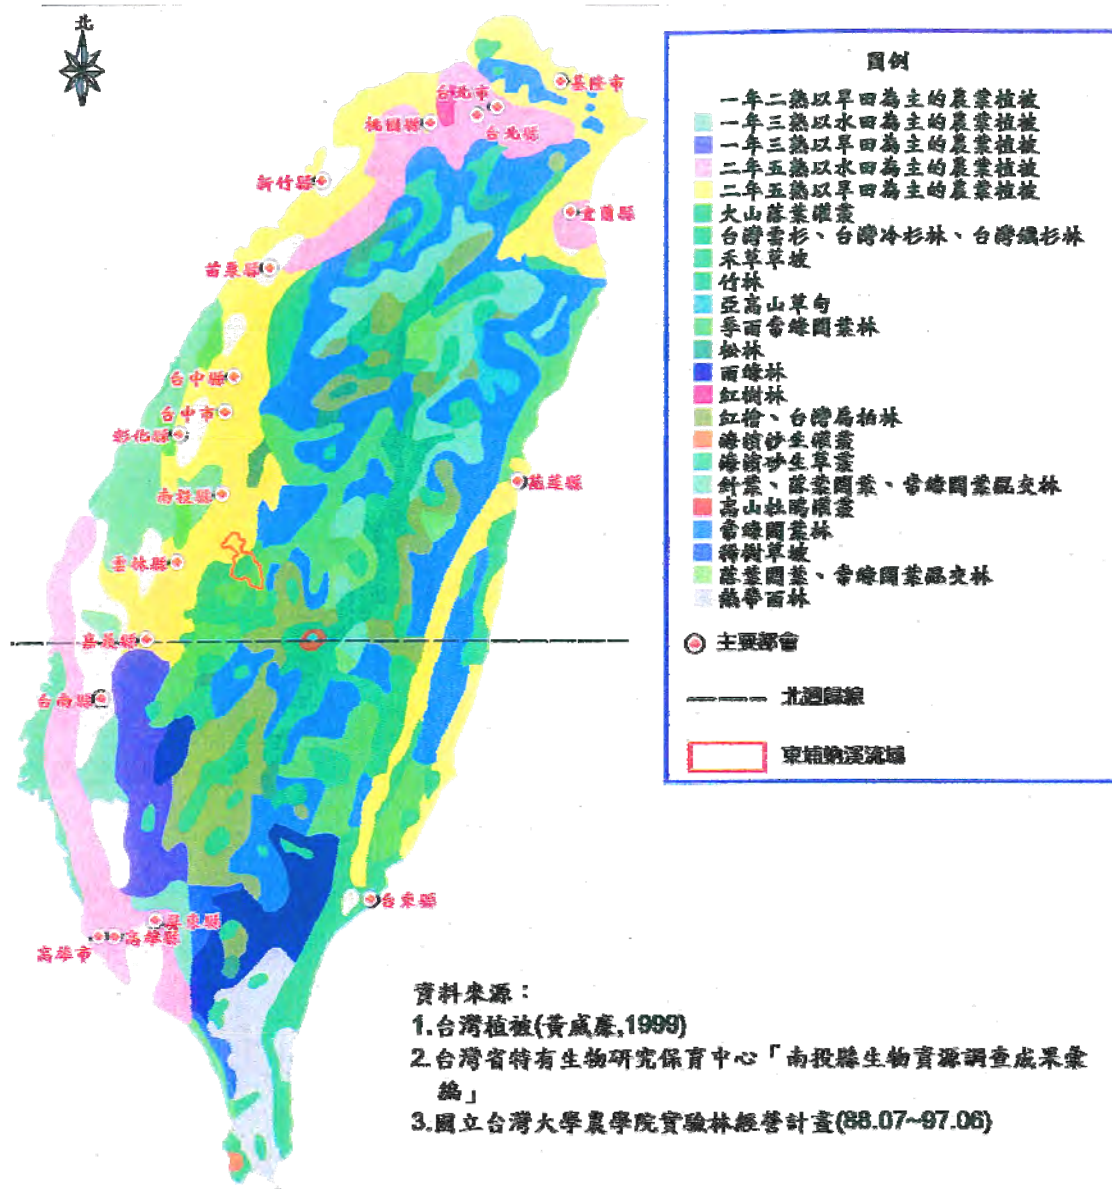 北
基隆市
台北市
桃園縣
台北縣
新竹縣
宜蘭縣
苗栗縣
台中縣
台中市
彰化縣
花蓮縣
南投縣
雲林縣
嘉義縣
台南縣
台東縣
屏東縣
高雄縣
高雄市
圖例
一年二熟以旱田為主的農業植被
一年三熟以水田為主的農業植被
一年三熟以旱田為主的農業植被
二年五熟以水田為主的農業植被
二年五熟以旱田為主的農業植被
火山落葉灌叢
台灣雲杉、台灣冷杉林、台灣鐵杉林
禾草草坡
竹林
亞高山草甸
季雨常綠闊葉林
松林
雨綠林
紅樹林
紅檜、台灣扁柏林
海濱砂生灌叢
海濱砂生草叢
針葉、落葉闊葉、常綠闊葉混交林
高山杜鵑灌叢
常綠闊葉林
稀樹草坡
落葉闊葉、常綠闊葉混交林
熱帶雨林
主要都會
北迴歸線
東埔蚋溪流域
資料來源：
1.台灣植被(黃威廉,1999)
2.台灣省特有生物研究保育中心「南投縣生物資源調查成果彙
編」
3.國立台灣大學農學院實驗林經營計畫(88.07~97.06)